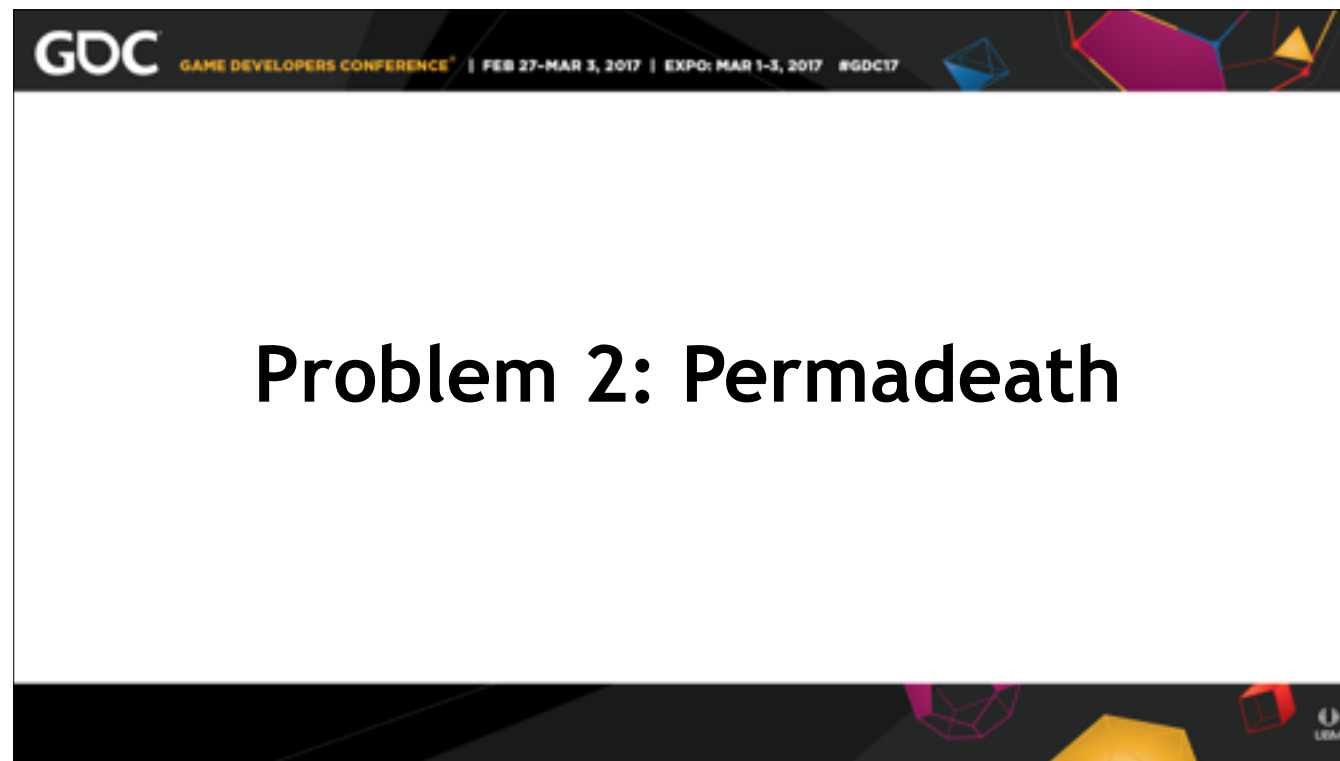 GDC GAME DEVELOPERS CONFERENCE® | FEB 27-MAR 3, 2017 | EXPO: MAR 1-3, 2017 #GDC17
Problem 2: Permadeath